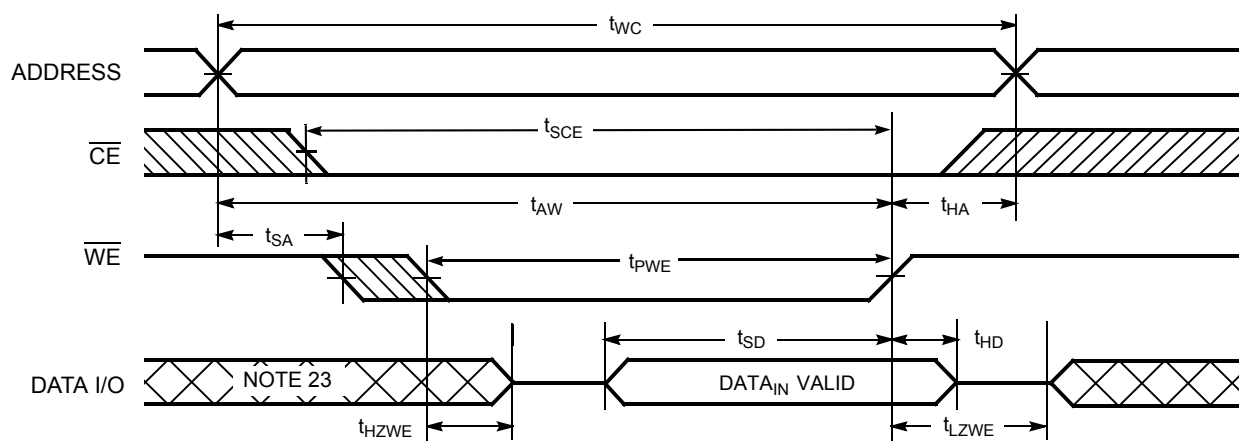 tWC
ADDRESS
tSCE
CE
tAW
tHA
tSA
WE
tPWE
tSD
tHD
DATA I/O
NOTE 23
DATAIN VALID
tHZWE
tLZWE